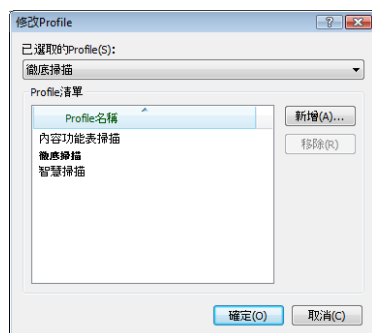 修改Profile
已選取的Profile(S):
徹底掃描
Profile清單
Profile名稱
新增(A)...
內容功能表掃描
移除(R)
徹底掃描
智慧掃描
確定(O)
取消(C)